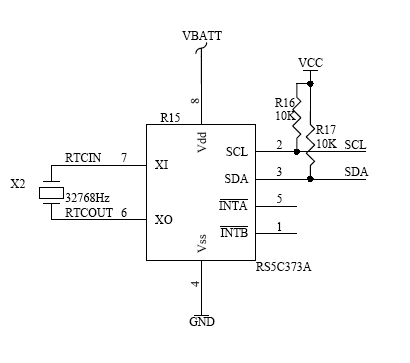 VBATT
VCC
R15
8
Vdd
R16
10K
R17
10K
SCL
2
SCL
RTCIN
7
XI
SDA
3
SDA
X2
32768Hz
INTA
5
RTCOUT
6
XO
INTB
1
Vss
RS5C373A
4
GND